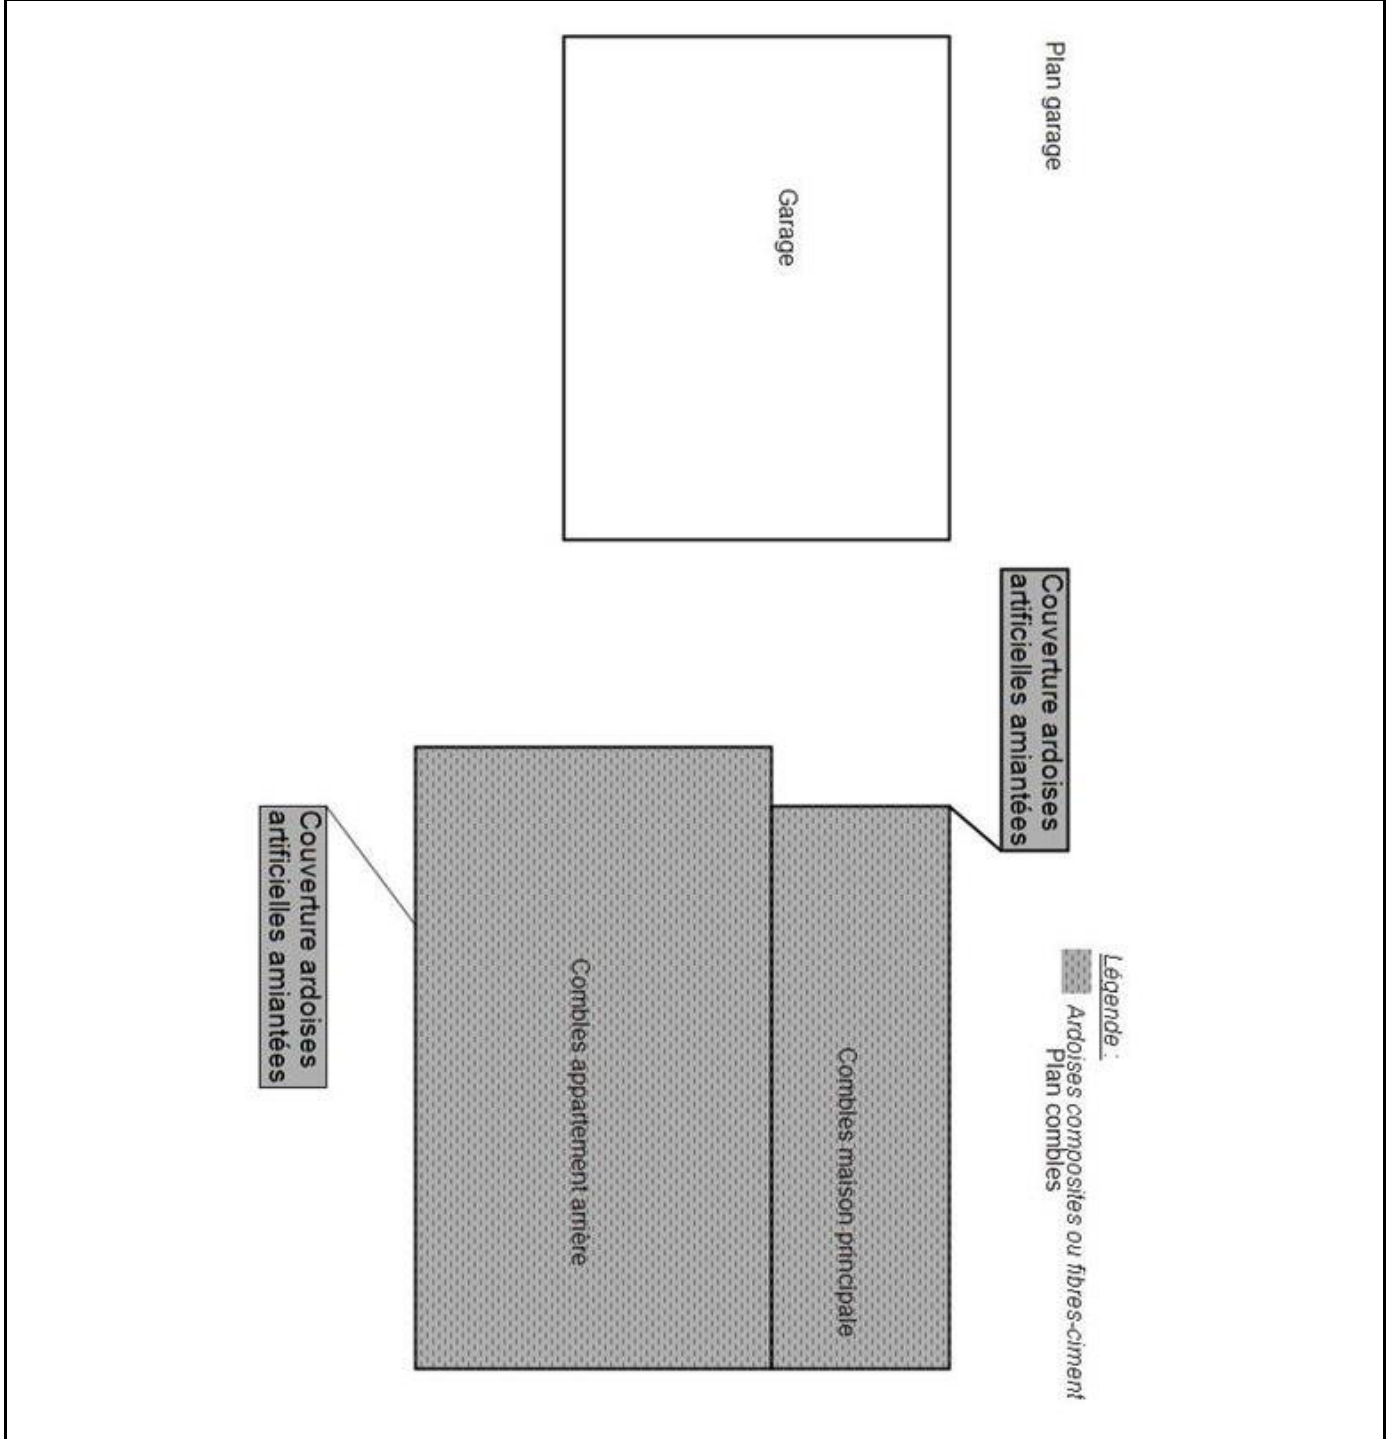 Plan garage
Garage
Couverture ardoises
artificielles amiantées
Légende :
Ardoises composites ou fibres-ciment
Plan combles
Combles maison principale
Combles appartement arrière
Couverture ardoises
artificielles amiantées